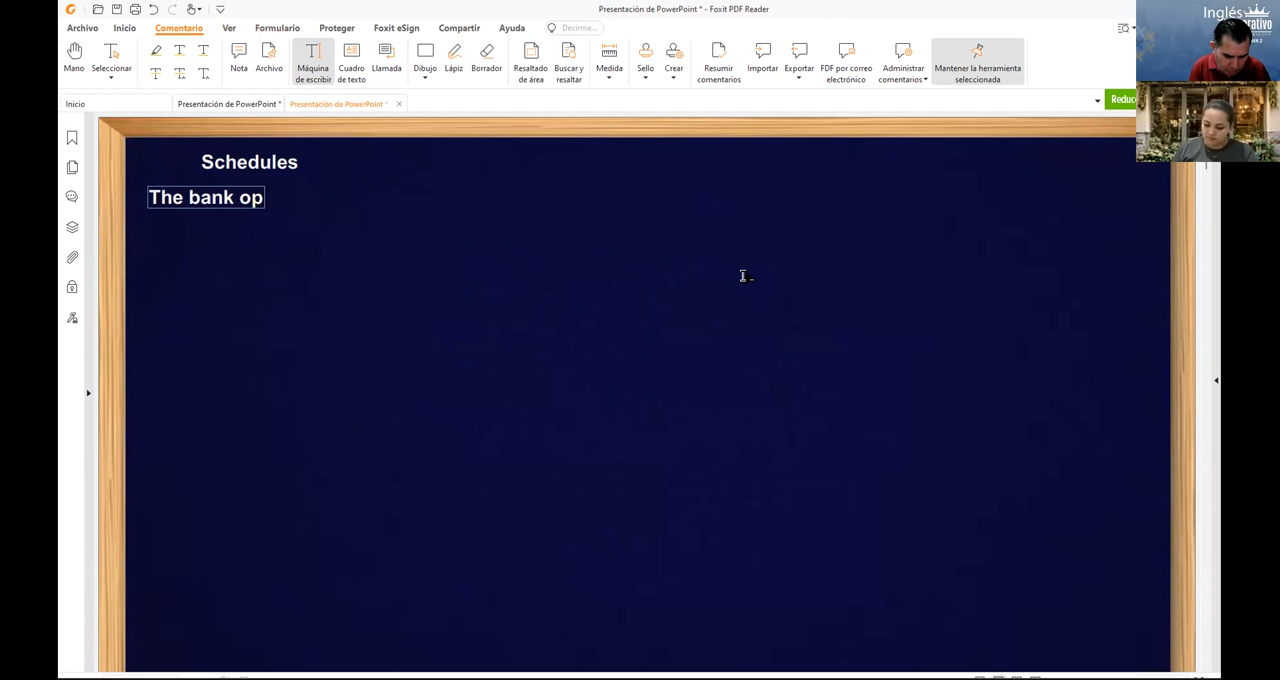 Presentación de PowerPoint * - Foxit PDF Reader
Archivo Inicio Comentario Ver Formulario Proteger Foxit eSign Compartir Ayuda Decirme...
Mano Seleccionar Nota Archivo Máquina de escribir Cuadro de texto Llamada Dibujo Lápiz Borrador Resaltado de área Buscar y resaltar Medida Sello Crear Resumir comentarios Importar Exportar FDF por correo electrónico Administrar comentarios Mantener la herramienta seleccionada
Inicio Presentación de PowerPoint * Presentación de PowerPoint * Reduce
Inglés
Schedules
The bank op